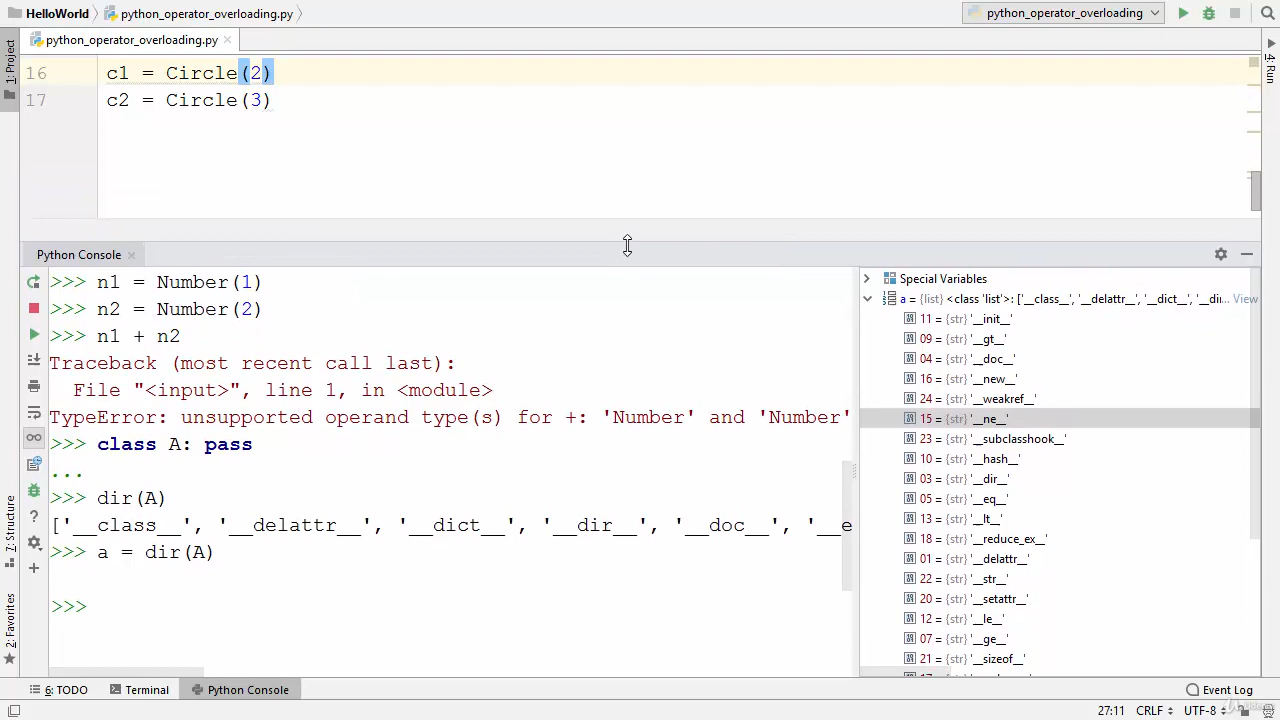 HelloWorld python_operator_overloading.py python_operator_overloading
python_operator_overloading.py
1: Project
4: Run
7: Structure
2: Favorites
16 c1 = Circle(2)
17 c2 = Circle(3)
Python Console
>>> n1 = Number(1)
>>> n2 = Number(2)
>>> n1 + n2
Traceback (most recent call last):
File "<input>", line 1, in <module>
TypeError: unsupported operand type(s) for +: 'Number' and 'Number'
>>> class A: pass
...
>>> dir(A)
['__class__', '__delattr__', '__dict__', '__dir__', '__doc__', '__e
>>> a = dir(A)
>>>
Special Variables
a = {list} <class 'list'>: ['__class__', '__delattr__', '__dict__', '__di... View
11 = {str} '__init__'
09 = {str} '__gt__'
04 = {str} '__doc__'
16 = {str} '__new__'
24 = {str} '__weakref__'
15 = {str} '__ne__'
23 = {str} '__subclasshook__'
10 = {str} '__hash__'
03 = {str} '__dir__'
05 = {str} '__eq__'
13 = {str} '__lt__'
18 = {str} '__reduce_ex__'
01 = {str} '__delattr__'
22 = {str} '__str__'
20 = {str} '__setattr__'
12 = {str} '__le__'
07 = {str} '__ge__'
21 = {str} '__sizeof__'
6: TODO Terminal Python Console Event Log
27:11 CRLF UTF-8